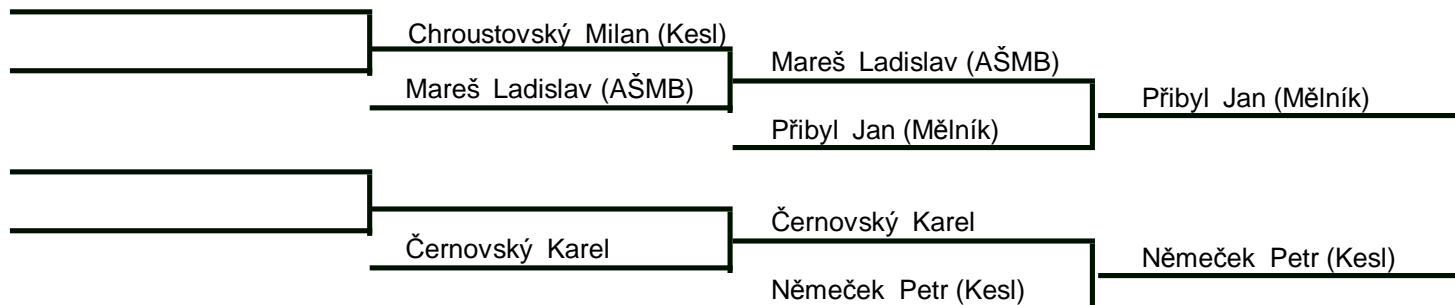 Chroustovský Milan (Kesl)
Mareš Ladislav (AŠMB)
Mareš Ladislav (AŠMB)
Přibyl Jan (Mělník)
Přibyl Jan (Mělník)
Černovský Karel
Černovský Karel
Němeček Petr (Kesl)
Němeček Petr (Kesl)